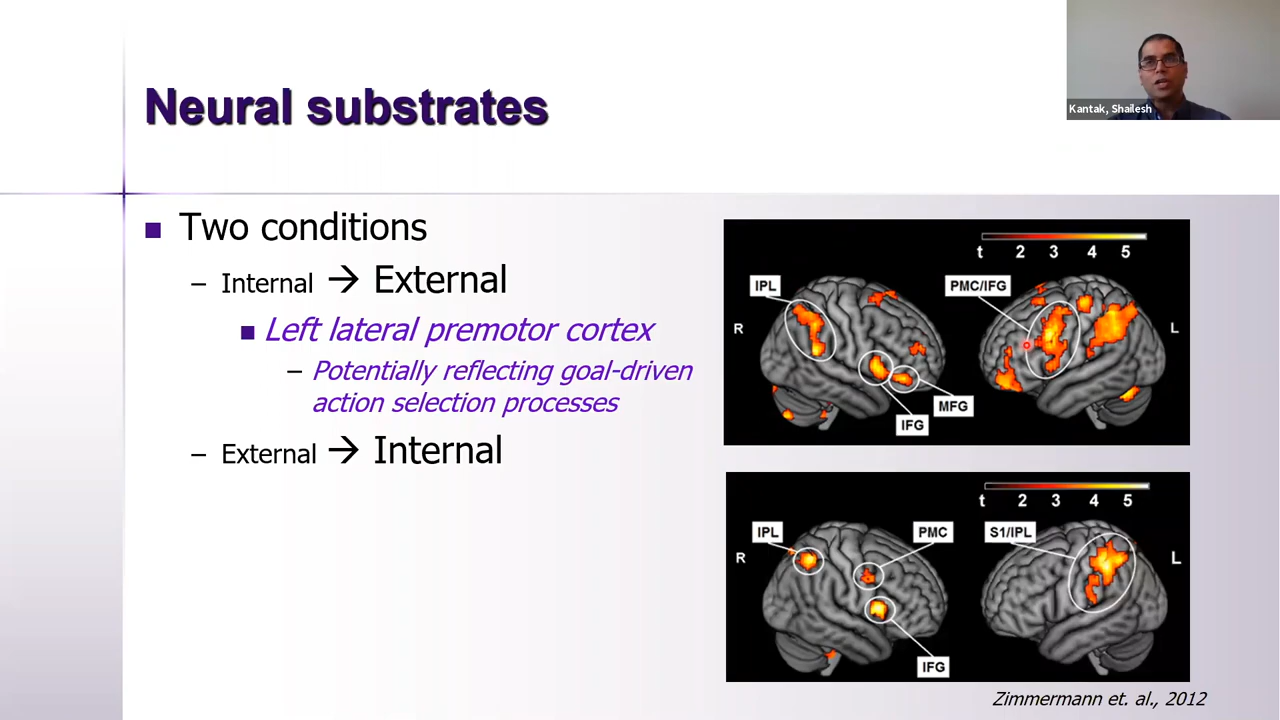 Kantak, Shailesh
Neural substrates
Two conditions
– Internal → External
Left lateral premotor cortex
– Potentially reflecting goal-driven
action selection processes
– External → Internal
t 2 3 4 5
IPL
PMC/IFG
R
L
MFG
IFG
t 2 3 4 5
IPL
PMC
S1/IPL
R
L
IFG
Zimmermann et. al., 2012